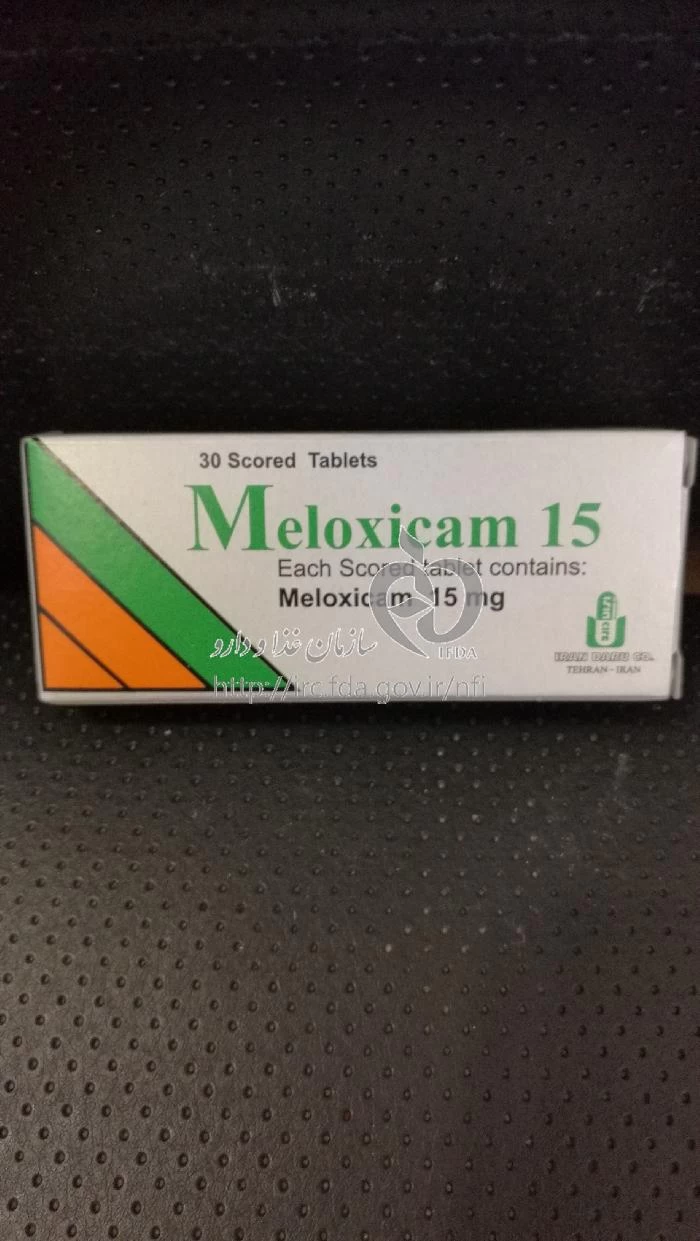 30 Scored Tablets
Meloxicam 15
Each Scored tablet contains:
Meloxicam 15 mg
سازمان غذا و دارو
IFDA
IRAN DARU CO.
TEHRAN - IRAN
http://irc.fda.gov.ir/nfi